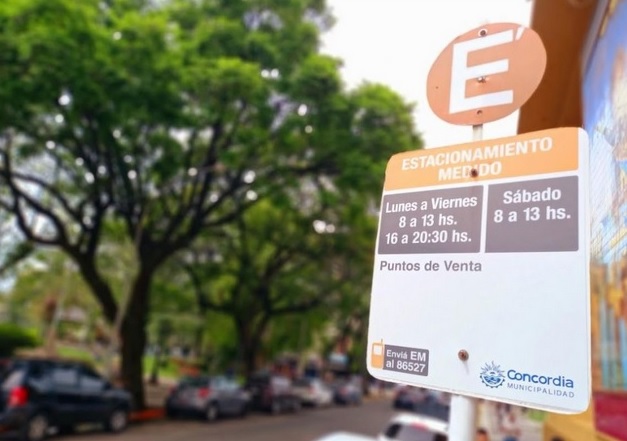 E
ESTACIONAMIENTO
MEDIDO
Lunes a Viernes
8 a 13 hs.
16 a 20:30 hs.
Sábado
8 a 13 hs.
Puntos de Venta
Enviá EM
al 86527
Concordia
MUNICIPALIDAD